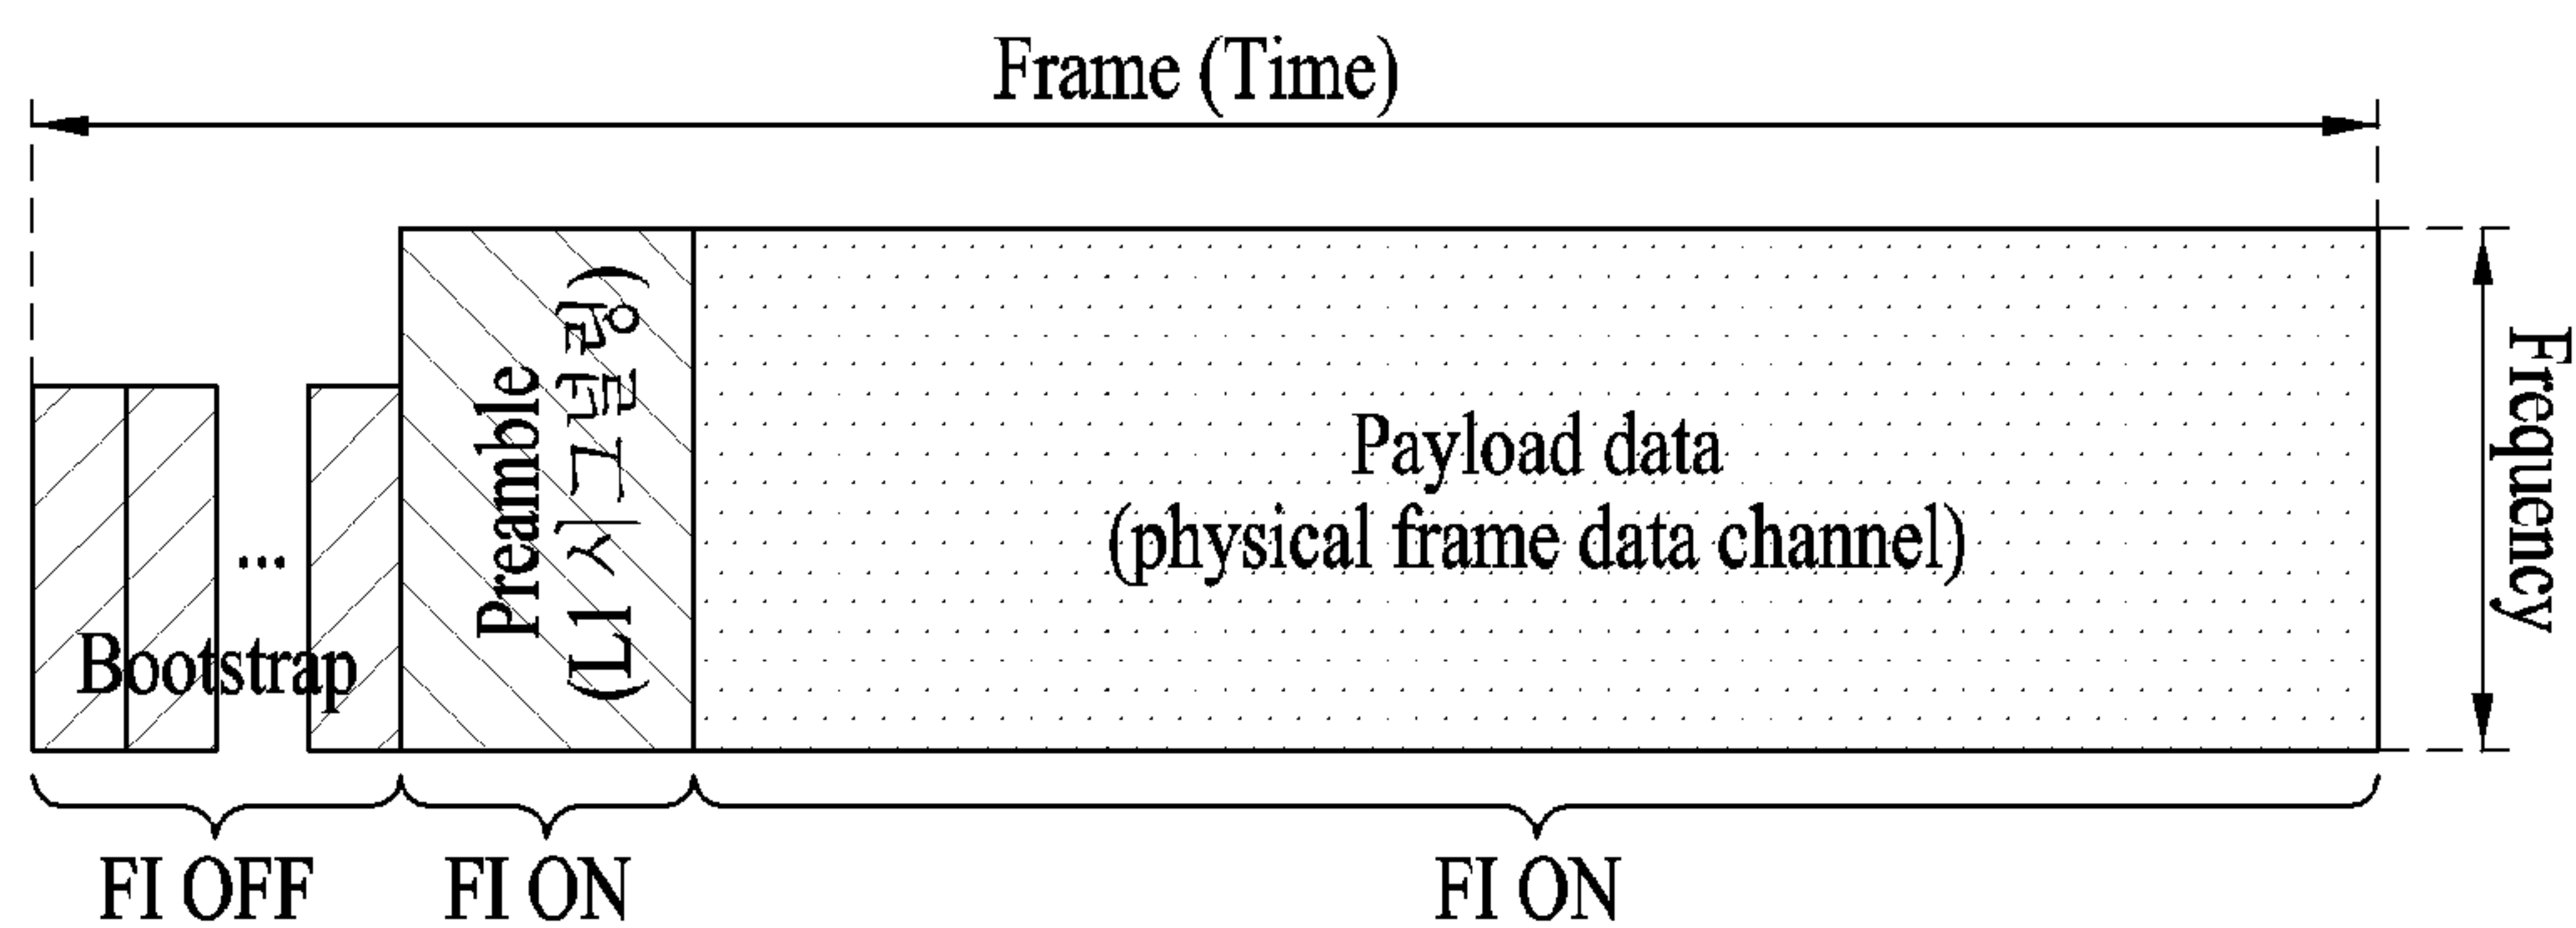 Frame (Time)
Bootstrap
...
Preamble
(L1 시그널링)
Payload data
(physical frame data channel)
Frequency
FI OFF
FI ON
FI ON